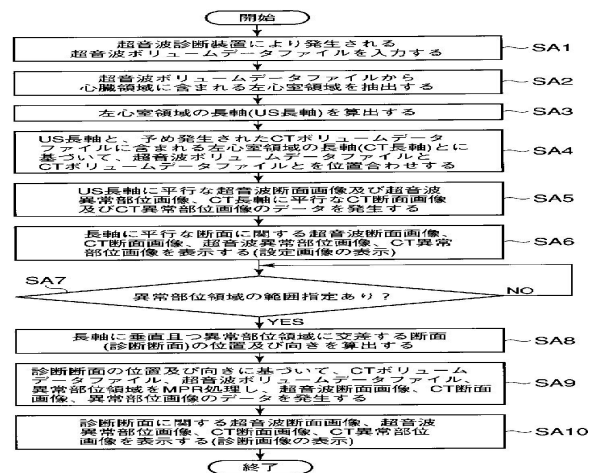 開始
超音波診断装置により発生される
超音波ボリュームデータファイルを入力する
SA1
超音波ボリュームデータファイルから
心臓領域に含まれる左心室領域を抽出する
SA2
左心室領域の長軸(US長軸)を算出する
SA3
US長軸と、予め発生されたCTボリュームデータ
ファイルに含まれる左心室領域の長軸(CT長軸)とに
基づいて、超音波ボリュームデータファイルと
CTボリュームデータファイルとを位置合わせする
SA4
US長軸に平行な超音波断面画像及び超音波
異常部位画像、CT長軸に平行なCT断面画像
及びCT異常部位画像のデータを発生する
SA5
長軸に平行な断面に関する超音波断面画像、
CT断面画像、超音波異常部位画像、CT異常
部位画像を表示する(設定画像の表示)
SA6
SA7
異常部位領域の範囲指定あり？
NO
YES
長軸に垂直且つ異常部位領域に交差する断面
(診断断面)の位置及び向きを算出する
SA8
診断断面の位置及び向きに基づいて、CTボリューム
データファイル、超音波ボリュームデータファイル、
異常部位領域をMPR処理し、超音波断面画像、CT断面
画像、異常部位画像のデータを発生する
SA9
診断断面に関する超音波断面画像、超音波
異常部位画像、CT断面画像、CT異常部位
画像を表示する(診断画像の表示)
SA10
終了